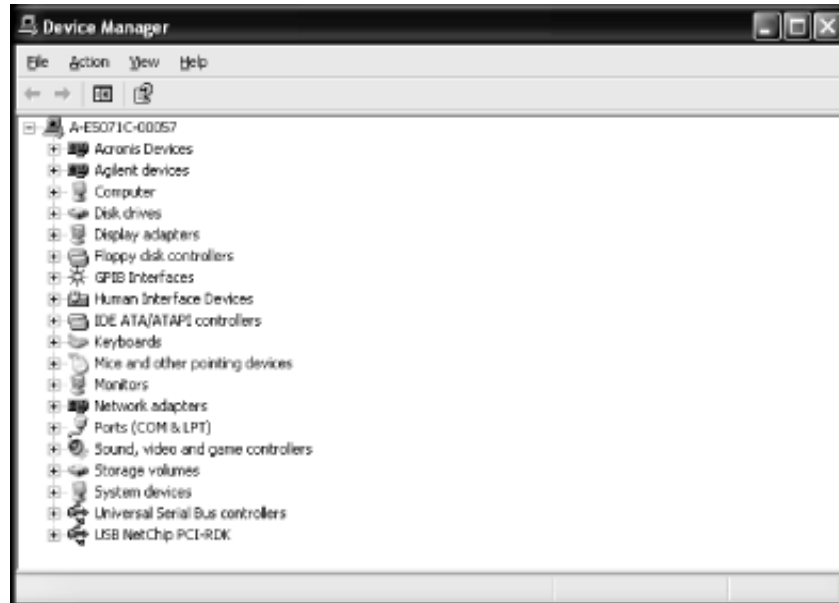 Device Manager
File Action View Help
A-E5071C-00057
Acronis Devices
Agilent devices
Computer
Disk drives
Display adapters
Floppy disk controllers
GPIB Interfaces
Human Interface Devices
IDE ATA/ATAPI controllers
Keyboards
Mice and other pointing devices
Monitors
Network adapters
Ports (COM & LPT)
Sound, video and game controllers
Storage volumes
System devices
Universal Serial Bus controllers
USB NetChip PCI-RDK